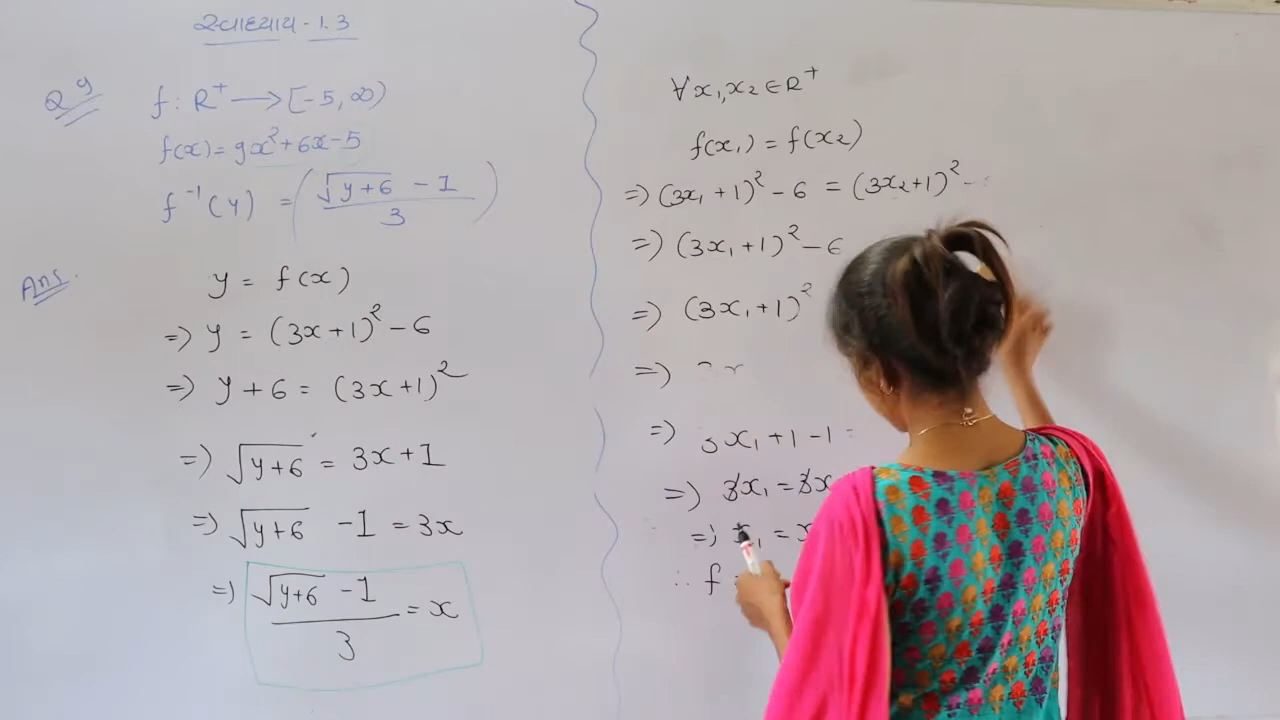 સ્વાધ્યાય - 1.3
Q 9
f : R⁺ ⟶ [-5, ∞)
f(x) = 9x² + 6x - 5
f⁻¹(y) = ((√(y+6) - 1)/3)
Ans.
y = f(x)
⇒ y = (3x+1)² - 6
⇒ y + 6 = (3x+1)²
⇒ √(y+6) = 3x+1
⇒ √(y+6) - 1 = 3x
⇒ (√(y+6) - 1)/3 = x
∀ x₁, x₂ ∈ R⁺
f(x₁) = f(x₂)
⇒ (3x₁ + 1)² - 6 = (3x₂+1)² -
⇒ (3x₁ + 1)² - 6
⇒ (3x₁ + 1)²
⇒
⇒ 3x₁ + 1 - 1 =
⇒ 3x₁ = 3x
⇒ x₁ = x
∴ f